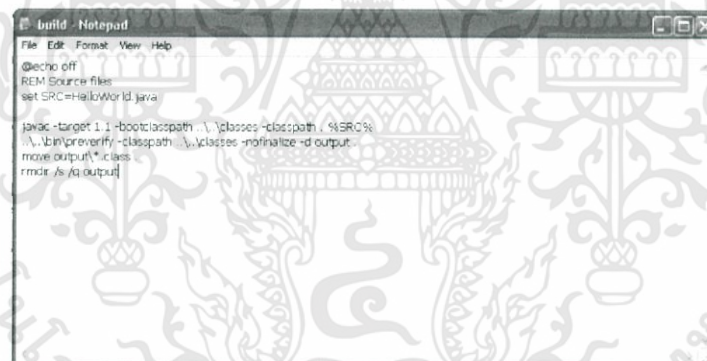 build - Notepad
File Edit Format View Help
@echo off
REM Source files
set SRC=HelloWorld.java
javac -target 1.1 -bootclasspath ..\..\classes -classpath . %SRC%
..\..\bin\preverify -classpath ..\..\classes -nofinalize -d output .
move output\*.class .
rmdir /s /q output